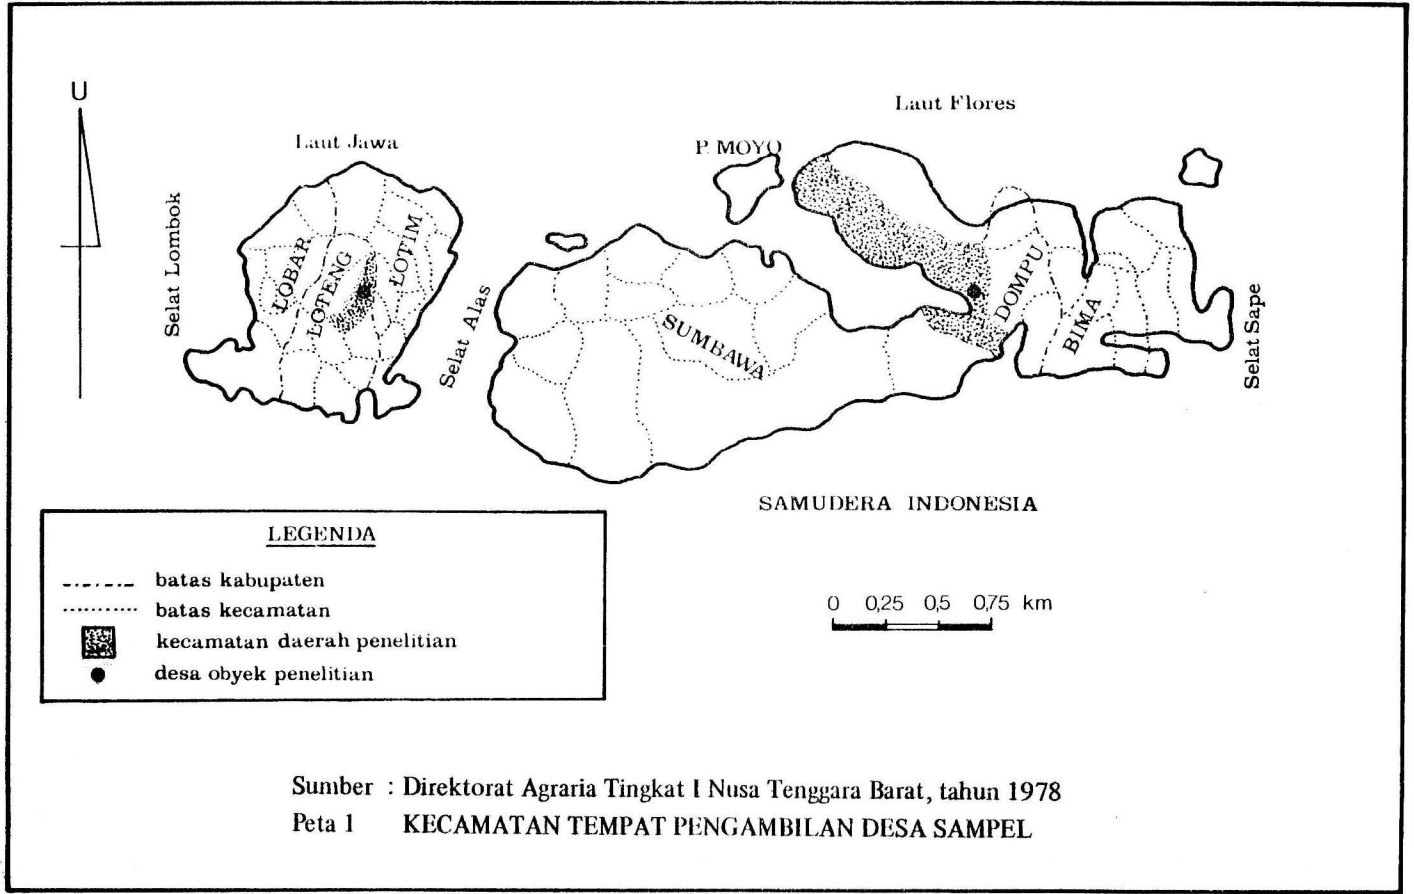 U
Laut Flores
Laut Jawa
P. MOYO
Selat Lombok
LOBAR
LOTENG
LOTIM
Selat Alas
SUMBAWA
DOMPU
BIMA
Selat Sape
SAMUDERA INDONESIA
LEGENDA
batas kabupaten
batas kecamatan
kecamatan daerah penelitian
desa obyek penelitian
0 0,25 0,5 0,75 km
Sumber : Direktorat Agraria Tingkat I Nusa Tenggara Barat, tahun 1978
Peta 1 KECAMATAN TEMPAT PENGAMBILAN DESA SAMPEL